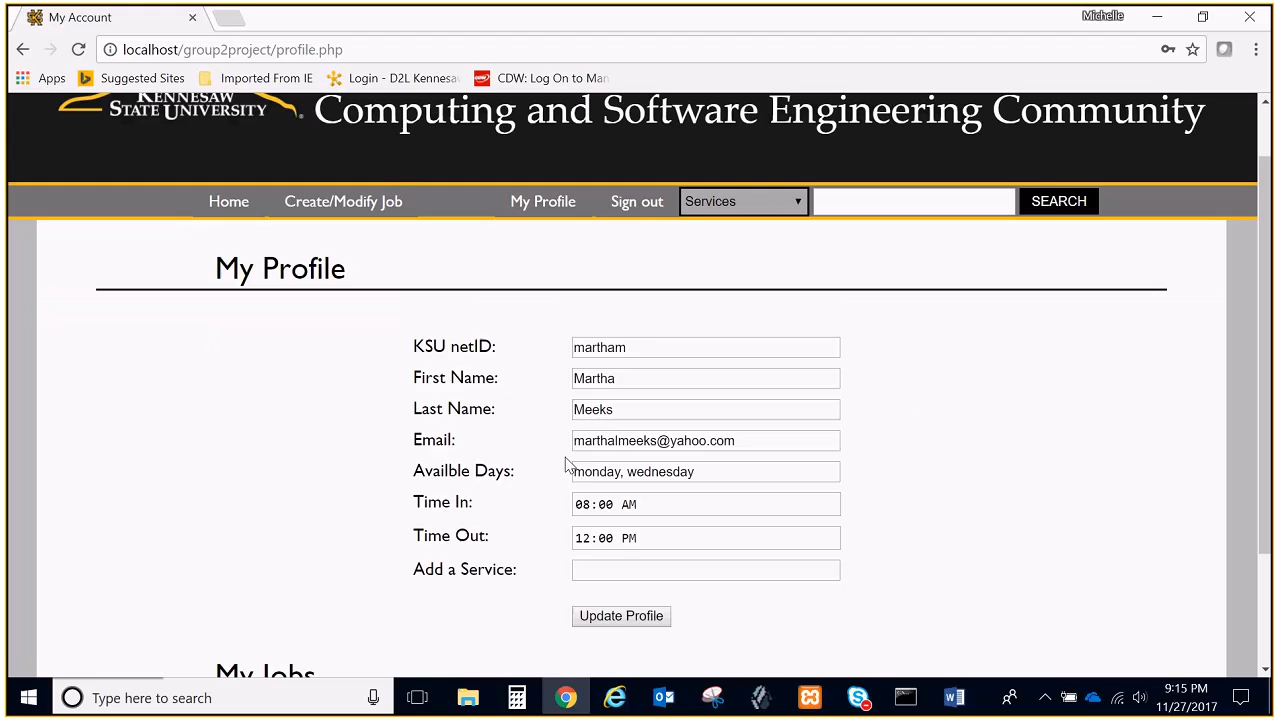 My Account
Michelle
localhost/group2project/profile.php
Apps
Suggested Sites
Imported From IE
Login - D2L Kennesa
CDW: Log On to Man
KENNESAW
STATE UNIVERSITY
Computing and Software Engineering Community
Home
Create/Modify Job
My Profile
Sign out
Services
SEARCH
My Profile
KSU netID: martham
First Name: Martha
Last Name: Meeks
Email: marthalmeeks@yahoo.com
Availble Days: monday, wednesday
Time In: 08:00 AM
Time Out: 12:00 PM
Add a Service:
Update Profile
My Jobs
Type here to search
9:15 PM
11/27/2017